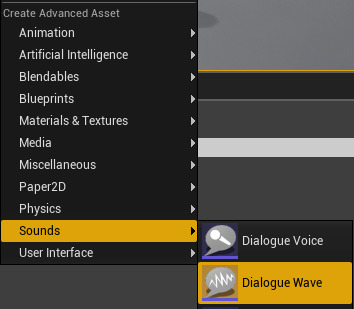 Create Advanced Asset
Animation
Artificial Intelligence
Blendables
Blueprints
Materials & Textures
Media
Miscellaneous
Paper2D
Physics
Sounds
User Interface
Dialogue Voice
Dialogue Wave